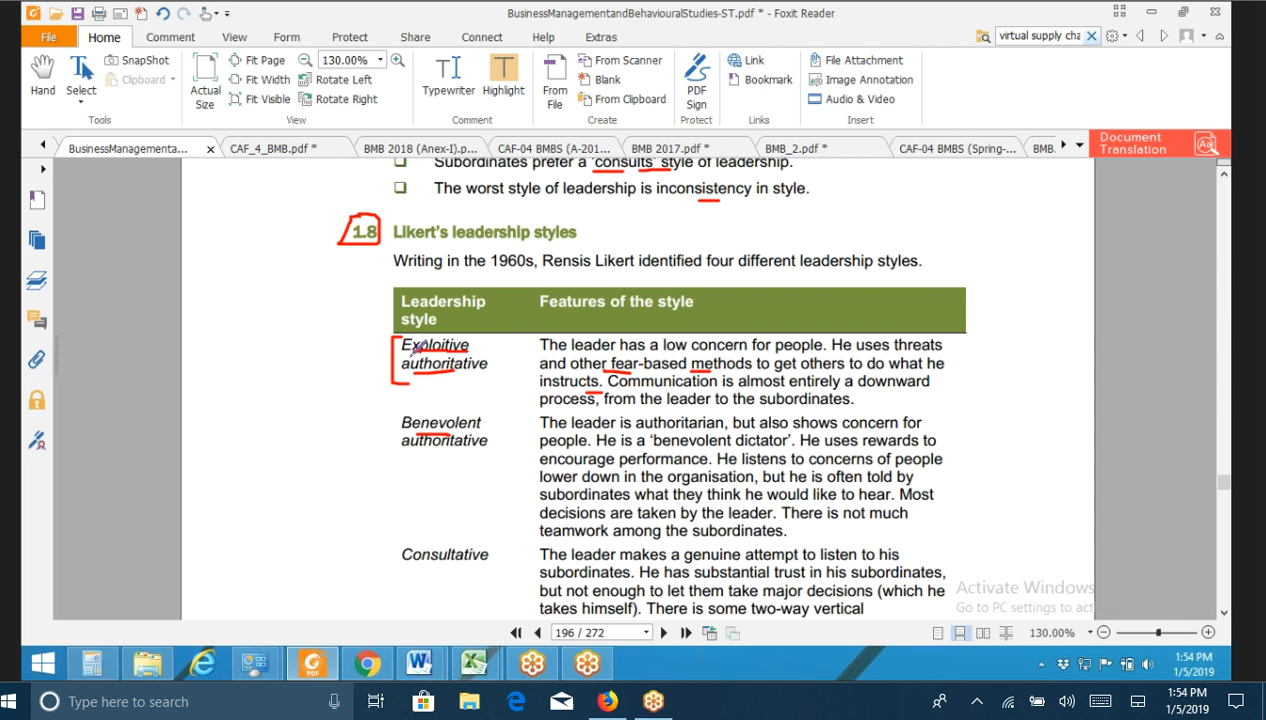 BusinessManagementandBehaviouralStudies-ST.pdf * - Foxit Reader
File Home Comment View Form Protect Share Connect Help Extras virtual supply cha
Hand Select SnapShot Clipboard Actual Size Fit Page Fit Width Fit Visible 130.00% Rotate Left Rotate Right Typewriter Highlight From File From Scanner Blank From Clipboard PDF Sign Link Bookmark File Attachment Image Annotation Audio & Video
Tools View Comment Create Protect Links Insert
BusinessManagementa... CAF_4_BMB.pdf * BMB 2018 (Anex-I).p... CAF-04 BMBS (A-201... BMB 2017.pdf * BMB_2.pdf * CAF-04 BMBS (Spring-... BMB Document Translation
Subordinates prefer a 'consults' style of leadership.
The worst style of leadership is inconsistency in style.
1.8 Likert's leadership styles
Writing in the 1960s, Rensis Likert identified four different leadership styles.
Leadership style
Features of the style
Exploitive authoritative
The leader has a low concern for people. He uses threats
and other fear-based methods to get others to do what he
instructs. Communication is almost entirely a downward
process, from the leader to the subordinates.
Benevolent authoritative
The leader is authoritarian, but also shows concern for
people. He is a 'benevolent dictator'. He uses rewards to
encourage performance. He listens to concerns of people
lower down in the organisation, but he is often told by
subordinates what they think he would like to hear. Most
decisions are taken by the leader. There is not much
teamwork among the subordinates.
Consultative
The leader makes a genuine attempt to listen to his
subordinates. He has substantial trust in his subordinates,
but not enough to let them take major decisions (which he
takes himself). There is some two-way vertical
Activate Windows
Go to PC settings to act
196 / 272 130.00%
1:54 PM
1/5/2019
Type here to search
1:54 PM
1/5/2019